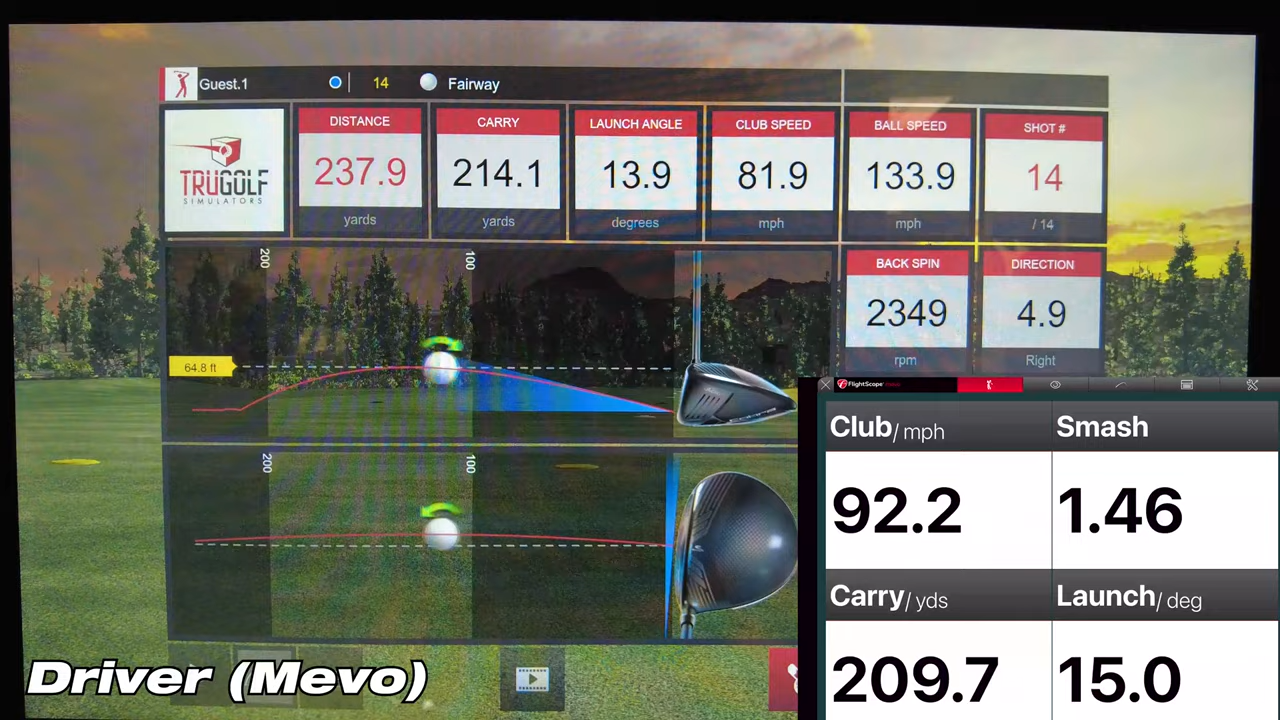 Guest.1 14 Fairway
TRUGOLF
SIMULATORS
DISTANCE
237.9
yards
CARRY
214.1
yards
LAUNCH ANGLE
13.9
degrees
CLUB SPEED
81.9
mph
BALL SPEED
133.9
mph
SHOT #
14
/ 14
BACK SPIN
2349
rpm
DIRECTION
4.9
Right
200
100
64.8 ft
200
100
FlightScope
Club/ mph
92.2
Smash
1.46
Carry/ yds
209.7
Launch/ deg
15.0
Driver (Mevo)